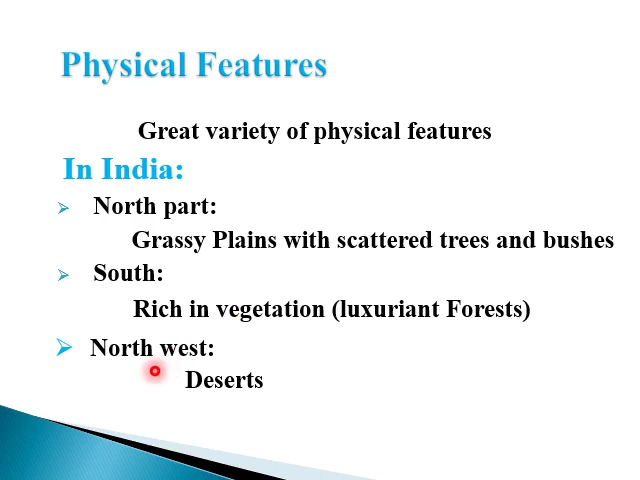 Physical Features
Great variety of physical features
In India:
North part:
Grassy Plains with scattered trees and bushes
South:
Rich in vegetation (luxuriant Forests)
North west:
Deserts